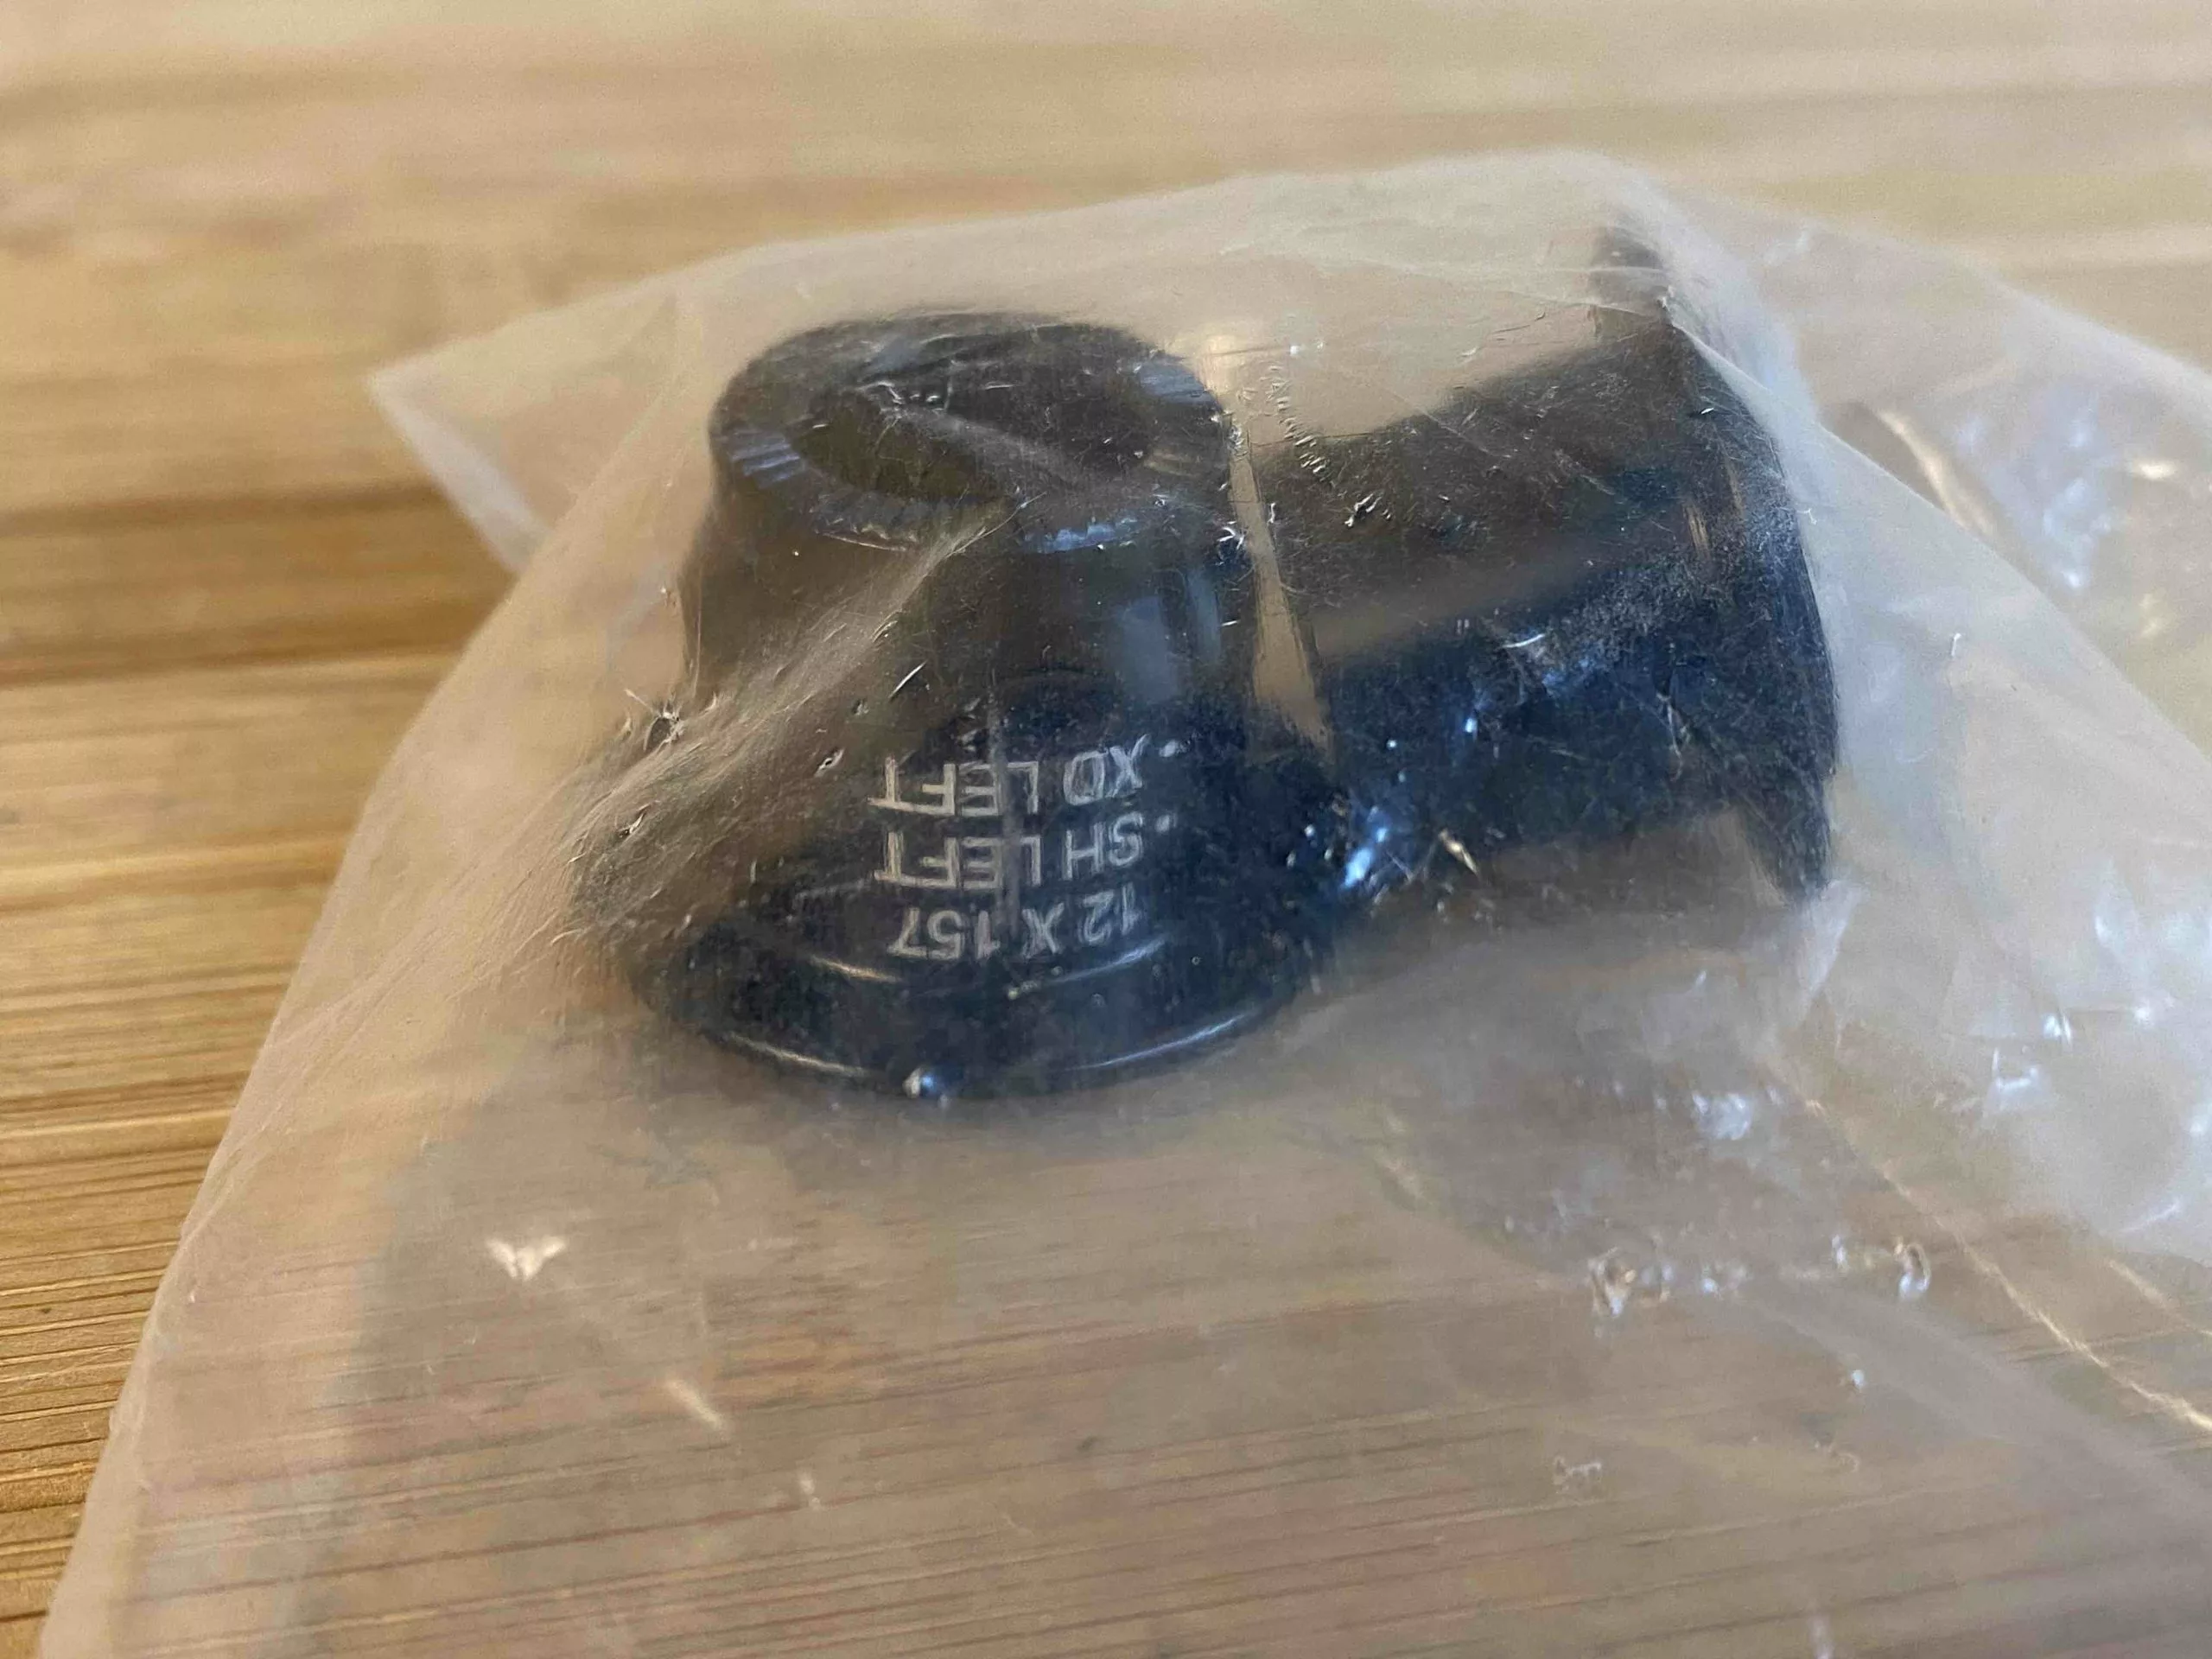 12 X 157
• SH LEFT
• XD LEFT